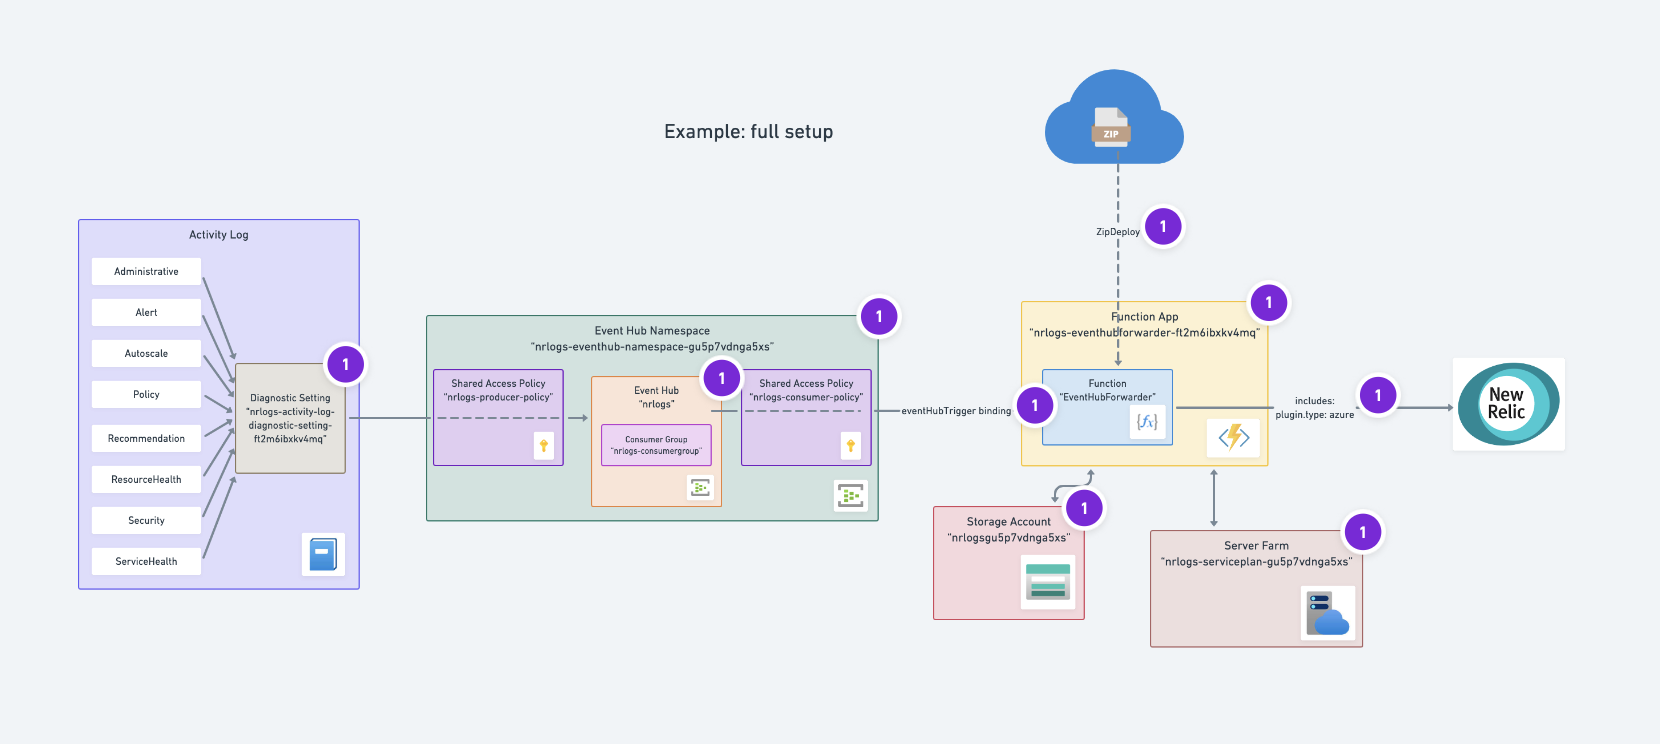 Example: full setup
ZIP
ZipDeploy
1
Activity Log
Administrative
Alert
Autoscale
Policy
Recommendation
ResourceHealth
Security
ServiceHealth
1
Diagnostic Setting
"nrlogs-activity-log-
diagnostic-setting-
ft2m6ibxkv4mq"
1
Event Hub Namespace
"nrlogs-eventhub-namespace-gu5p7vdnga5xs"
Shared Access Policy
"nrlogs-producer-policy"
1
Event Hub
"nrlogs"
Consumer Group
"nrlogs-consumergroup"
Shared Access Policy
"nrlogs-consumer-policy"
eventHubTrigger binding
1
1
Function App
"nrlogs-eventhubforwarder-ft2m6ibxkv4mq"
Function
"EventHubForwarder"
{fx}
includes:
plugin.type: azure
1
New
Relic
1
Storage Account
"nrlogsgu5p7vdnga5xs"
1
Server Farm
"nrlogs-serviceplan-gu5p7vdnga5xs"